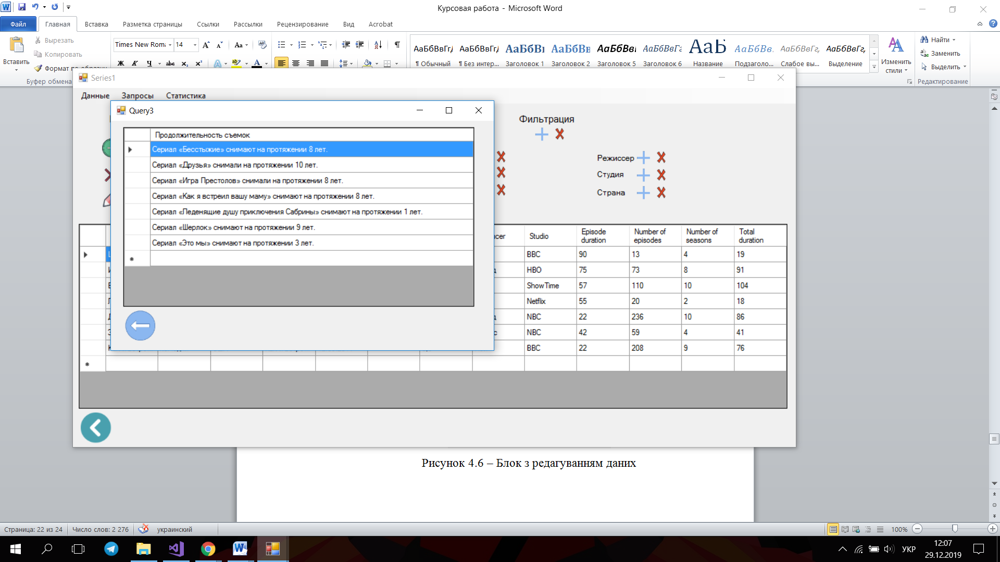 Курсовая работа - Microsoft Word
Файл Главная Вставка Разметка страницы Ссылки Рассылки Рецензирование Вид Acrobat
Вставить
Вырезать
Копировать
Формат по образцу
Буфер обмена
Times New Roma 14
Ж К Ч abc x₂ x²
АаБбВвГг, АаБбВвГг, АаБбВı АаБбВв АаБбВвı АаБбВвГг АаБ АаБбВв. АаБбВвГг, АаБбВвГг,
¶ Обычный ¶ Без интер... Заголовок 1 Заголовок 2 Заголовок 5 Заголовок 6 Название Подзаголо... Слабое вы... Выделение
Изменить стили
Найти
Заменить
Выделить
Редактирование
Series1
Данные Запросы Статистика
Query3
Продолжительность съемок
Сериал «Бесстыжие» снимают на протяжении 8 лет.
Сериал «Друзья» снимали на протяжении 10 лет.
Сериал «Игра Престолов» снимали на протяжении 8 лет.
Сериал «Как я встреил вашу маму» снимают на протяжении 8 лет.
Сериал «Леденящие душу приключения Сабрины» снимают на протяжении 1 лет.
Сериал «Шерлок» снимают на протяжении 9 лет.
Сериал «Это мы» снимают на протяжении 3 лет.
Фильтрация
Режиссер
Студия
Страна
Studio Episode duration Number of episodes Number of seasons Total duration
BBC 90 13 4 19
HBO 75 73 8 91
ShowTime 57 110 10 104
Netflix 55 20 2 18
NBC 22 236 10 86
NBC 42 59 4 41
BBC 22 208 9 76
Рисунок 4.6 – Блок з редагуванням даних
Страница: 22 из 24 Число слов: 2 276 украинский 100%
УКР
12:07
29.12.2019